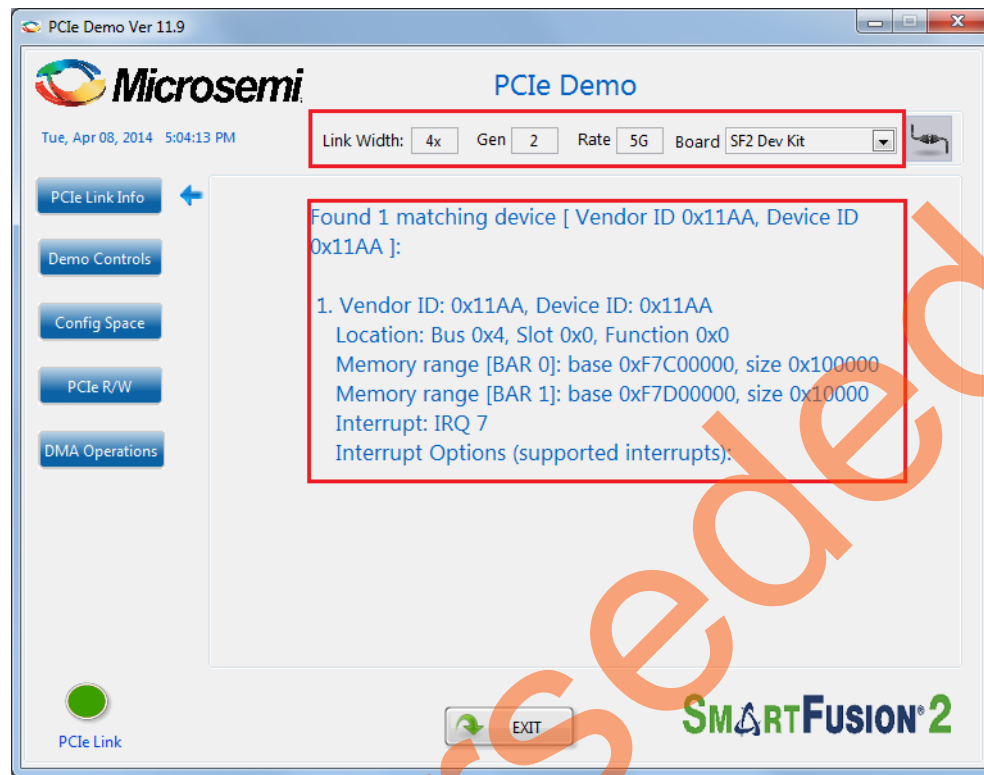 PCIe Demo Ver 11.9
Microsemi
PCIe Demo
Tue, Apr 08, 2014 5:04:13 PM
Link Width: 4x Gen 2 Rate 5G Board SF2 Dev Kit
PCIe Link Info
Demo Controls
Config Space
PCIe R/W
DMA Operations
Found 1 matching device [ Vendor ID 0x11AA, Device ID
0x11AA ]:
1. Vendor ID: 0x11AA, Device ID: 0x11AA
Location: Bus 0x4, Slot 0x0, Function 0x0
Memory range [BAR 0]: base 0xF7C00000, size 0x100000
Memory range [BAR 1]: base 0xF7D00000, size 0x10000
Interrupt: IRQ 7
Interrupt Options (supported interrupts):
PCIe Link
EXIT
SMARTFUSION®2
rseded